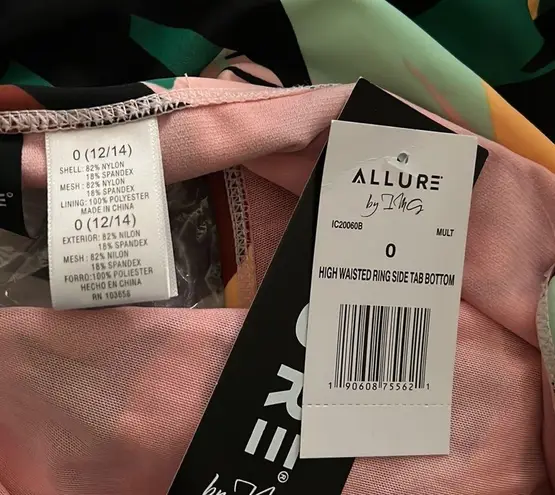 0 (12/14)
SHELL: 82% NYLON
18% SPANDEX
MESH : 82% NYLON
18% SPANDEX
LINING: 100% POLYESTER
MADE IN CHINA
0 (12/14)
EXTERIOR: 82% NILON
18% SPANDEX
MESH : 82% NILON
18% SPANDEX
FORRO:100% POLIESTER
HECHO EN CHINA
RN 103658
ALLURE
by IMG
IC20060B
MULT
0
HIGH WAISTED RING SIDE TAB BOTTOM
1 90608 75562 1
RE®
by